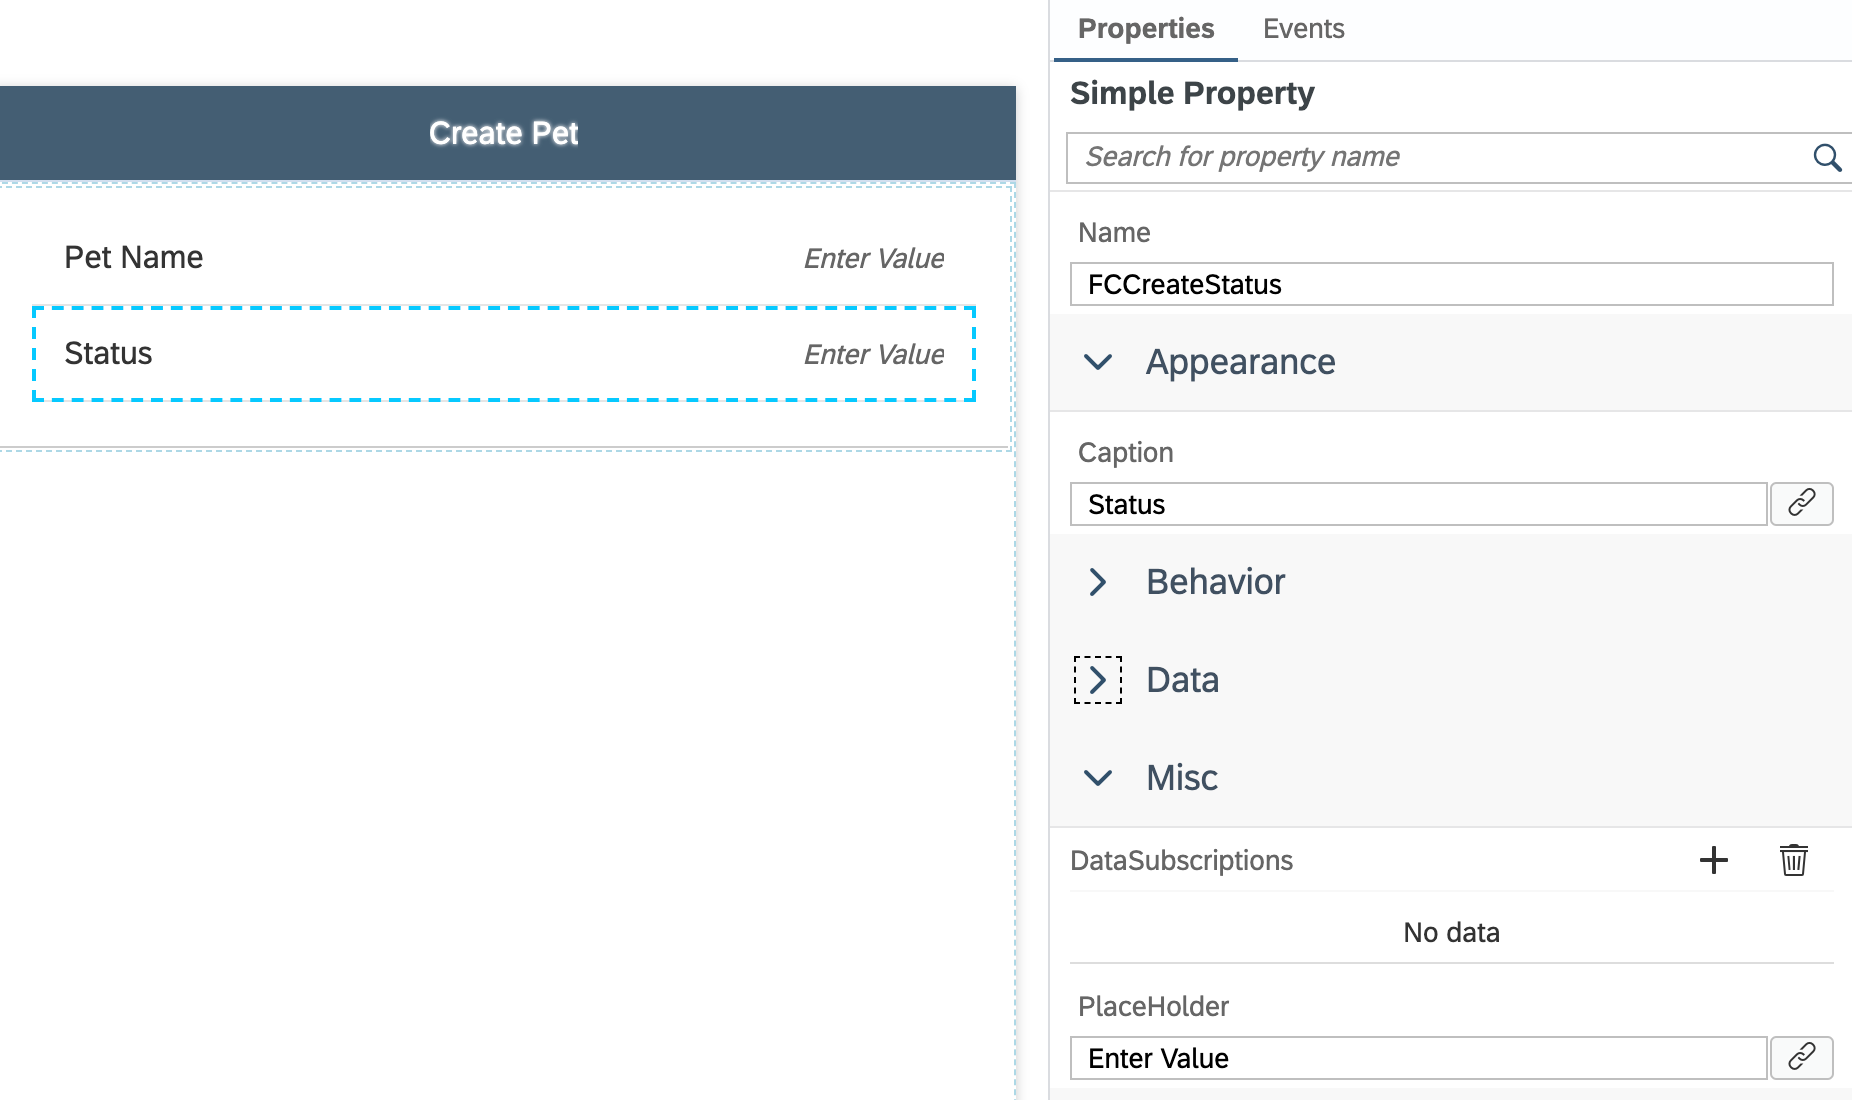 Create Pet
Pet Name Enter Value
Status Enter Value
Properties Events
Simple Property
Search for property name
Name
FCCreateStatus
Appearance
Caption
Status
Behavior
Data
Misc
DataSubscriptions
No data
PlaceHolder
Enter Value